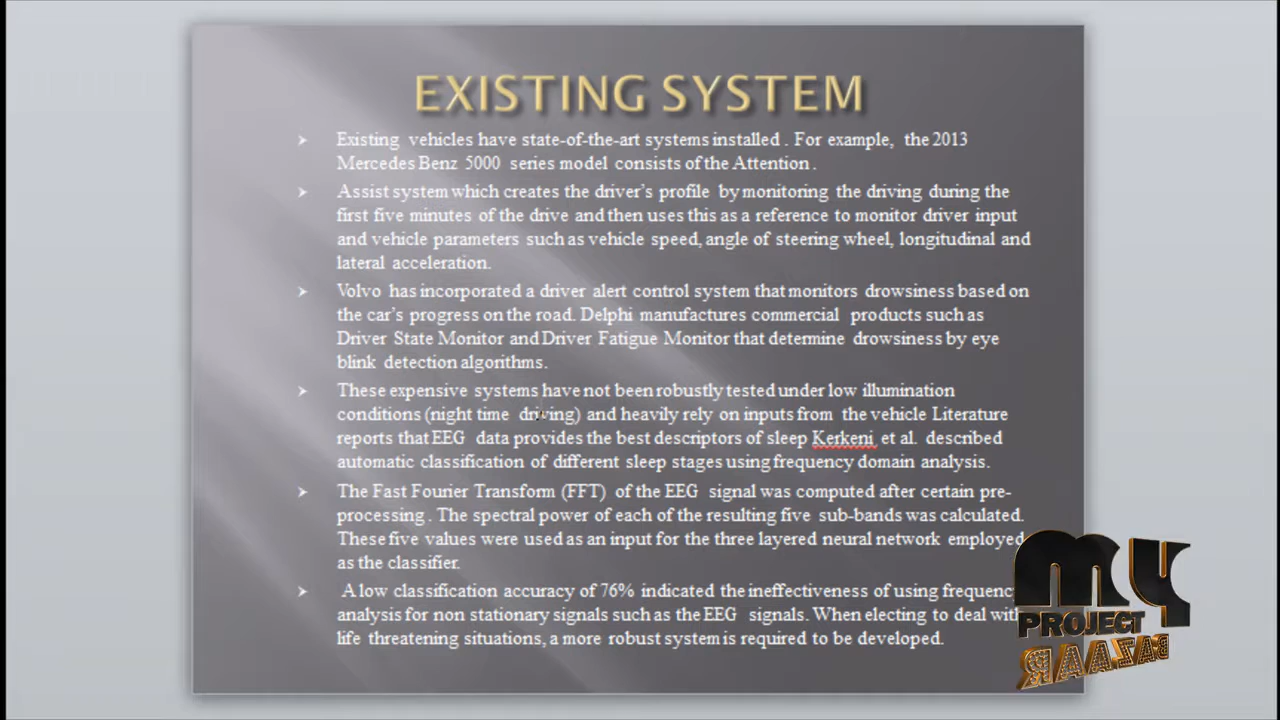 EXISTING SYSTEM
Existing vehicles have state-of-the-art systems installed . For example, the 2013
Mercedes Benz 5000 series model consists of the Attention .
Assist system which creates the driver's profile by monitoring the driving during the
first five minutes of the drive and then uses this as a reference to monitor driver input
and vehicle parameters such as vehicle speed, angle of steering wheel, longitudinal and
lateral acceleration.
Volvo has incorporated a driver alert control system that monitors drowsiness based on
the car's progress on the road. Delphi manufactures commercial products such as
Driver State Monitor and Driver Fatigue Monitor that determine drowsiness by eye
blink detection algorithms.
These expensive systems have not been robustly tested under low illumination
conditions (night time driving) and heavily rely on inputs from the vehicle Literature
reports that EEG data provides the best descriptors of sleep Kerkeni et al. described
automatic classification of different sleep stages using frequency domain analysis.
The Fast Fourier Transform (FFT) of the EEG signal was computed after certain pre-
processing . The spectral power of each of the resulting five sub-bands was calculated.
These five values were used as an input for the three layered neural network employed
as the classifier.
A low classification accuracy of 76% indicated the ineffectiveness of using frequency
analysis for non stationary signals such as the EEG signals. When electing to deal with
life threatening situations, a more robust system is required to be developed.
MY
PROJECT
BAZAAR